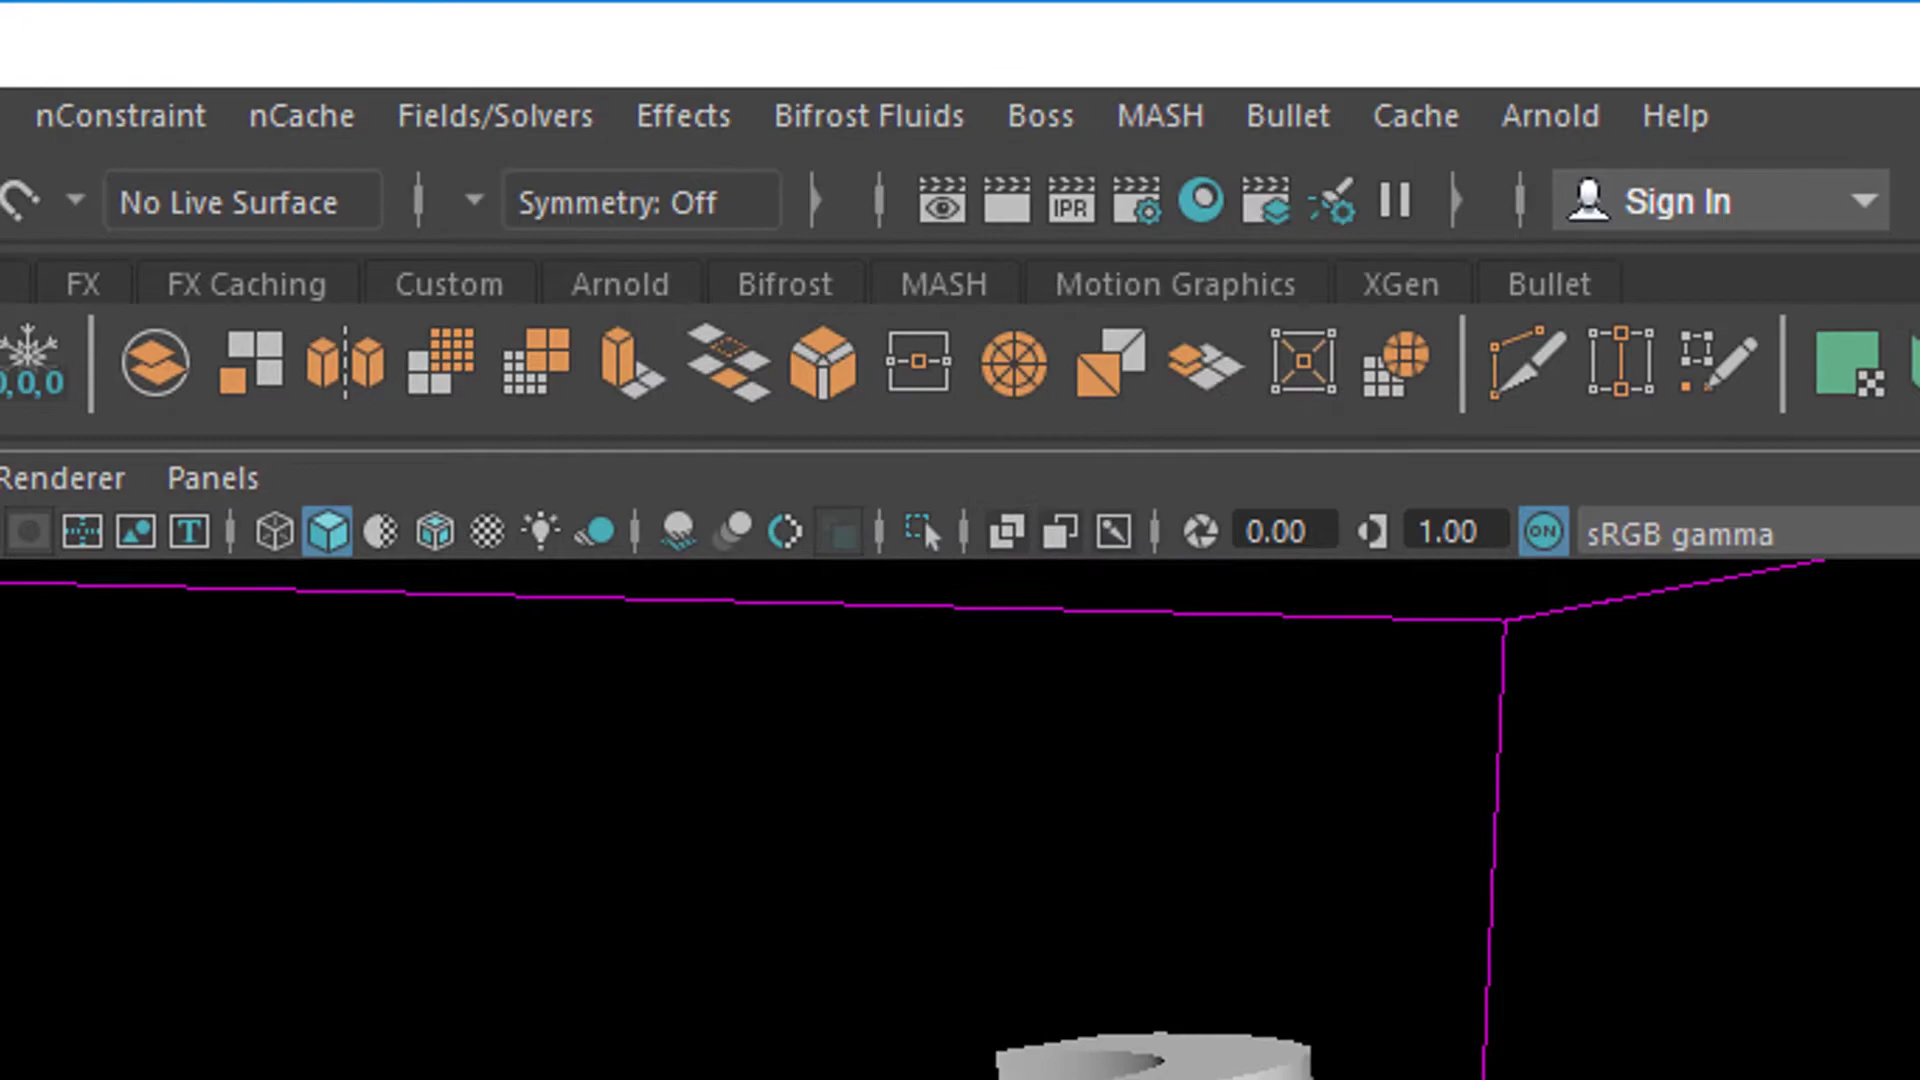 nConstraint nCache Fields/Solvers Effects Bifrost Fluids Boss MASH Bullet Cache Arnold Help
No Live Surface Symmetry: Off IPR Sign In
FX FX Caching Custom Arnold Bifrost MASH Motion Graphics XGen Bullet
0,0,0
Renderer Panels
T 0.00 1.00 ON sRGB gamma